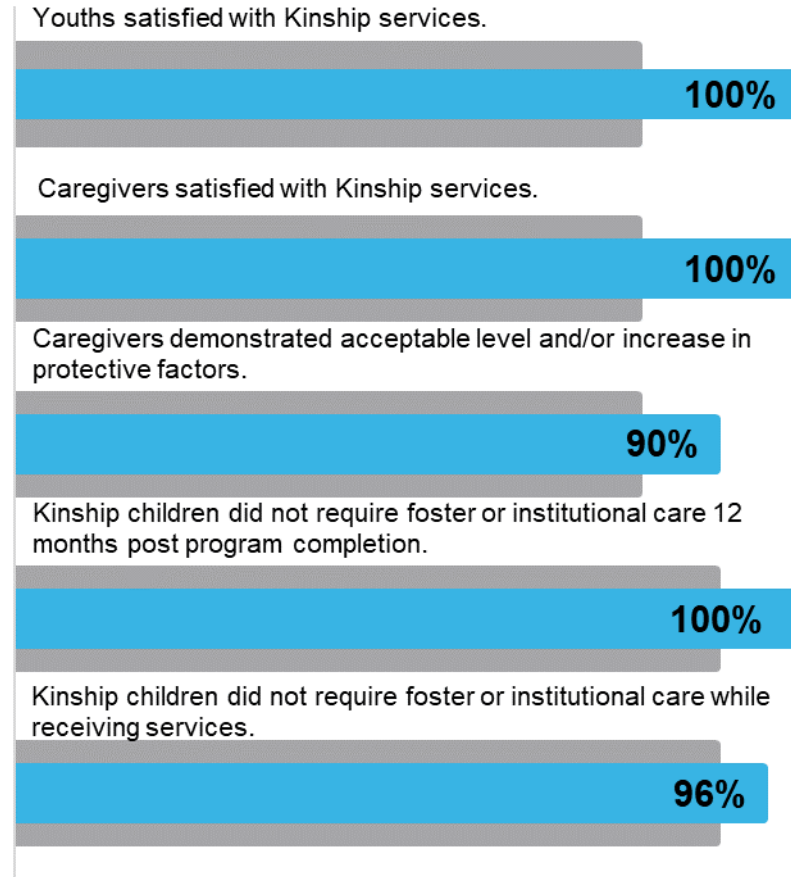 Youths satisfied with Kinship services.
100%
Caregivers satisfied with Kinship services.
100%
Caregivers demonstrated acceptable level and/or increase in
protective factors.
90%
Kinship children did not require foster or institutional care 12
months post program completion.
100%
Kinship children did not require foster or institutional care while
receiving services.
96%